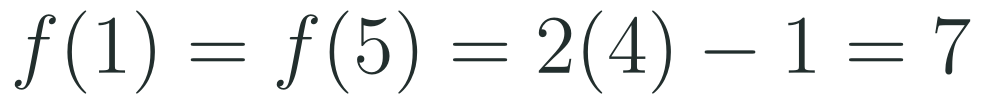 f(1) = f(5) = 2(4) − 1 = 7